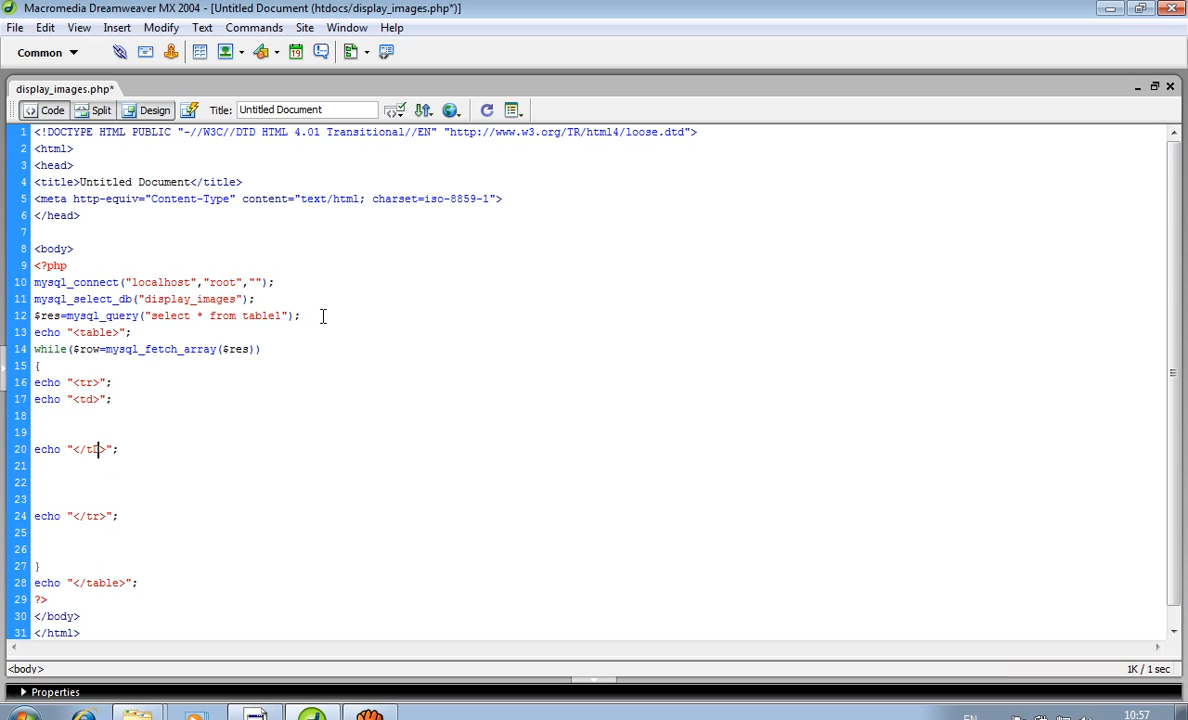 Macromedia Dreamweaver MX 2004 - [Untitled Document (htdocs/display_images.php*)]
File Edit View Insert Modify Text Commands Site Window Help
Common
display_images.php*
Code Split Design Title: Untitled Document
1 <!DOCTYPE HTML PUBLIC "-//W3C//DTD HTML 4.01 Transitional//EN" "http://www.w3.org/TR/html4/loose.dtd">
2 <html>
3 <head>
4 <title>Untitled Document</title>
5 <meta http-equiv="Content-Type" content="text/html; charset=iso-8859-1">
6 </head>
7
8 <body>
9 <?php
10 mysql_connect("localhost","root","");
11 mysql_select_db("display_images");
12 $res=mysql_query("select * from table1");
13 echo "<table>";
14 while($row=mysql_fetch_array($res))
15 {
16 echo "<tr>";
17 echo "<td>";
18
19
20 echo "</tD>";
21
22
23
24 echo "</tr>";
25
26
27 }
28 echo "</table>";
29 ?>
30 </body>
31 </html>
<body> 1K / 1 sec
Properties
EN 10:57